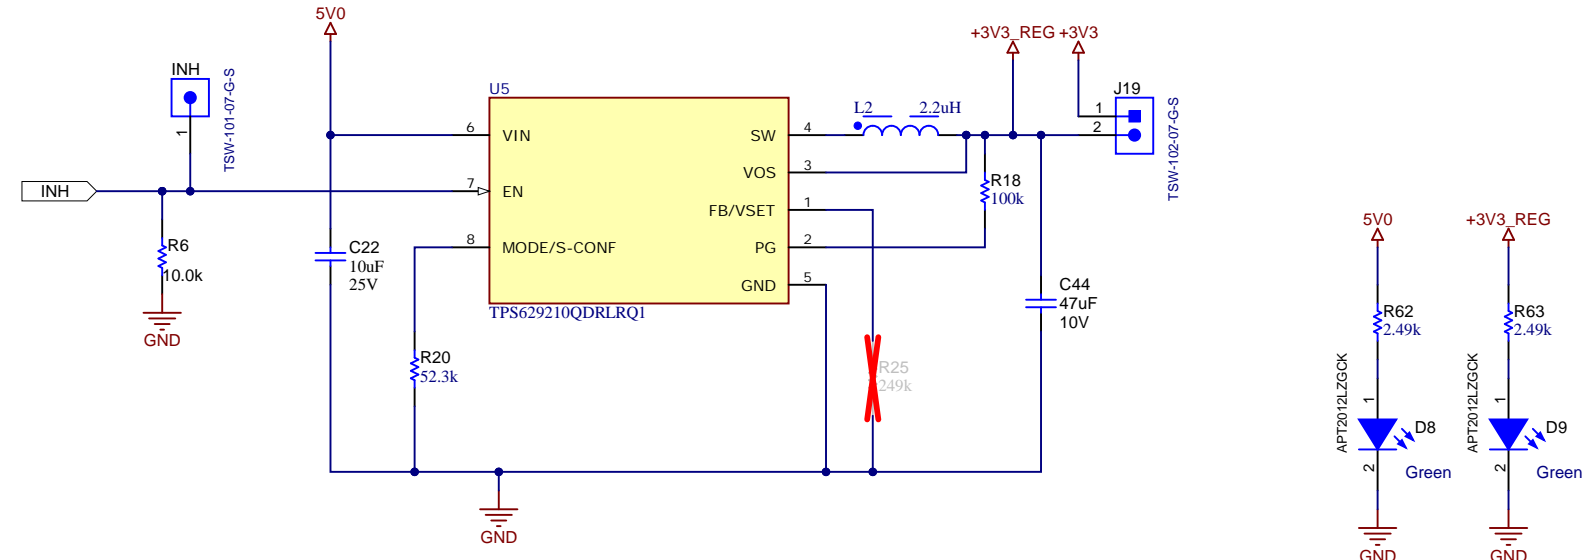 5V0
+3V3_REG
+3V3
INH
TSW-101-07-G-S
U5
L2
2.2uH
J19
1
2
TSW-102-07-G-S
1
6
VIN
SW
4
VOS
3
INH
7
EN
R18
100k
FB/VSET
1
8
MODE/S-CONF
PG
2
R6
10.0k
C22
10uF
25V
GND
5
C44
47uF
10V
TPS629210QDRLRQ1
GND
R20
52.3k
R25
249k
GND
5V0
+3V3_REG
R62
2.49k
R63
2.49k
APT2012LZGCK
1
D8
2
Green
APT2012LZGCK
1
D9
2
Green
GND
GND